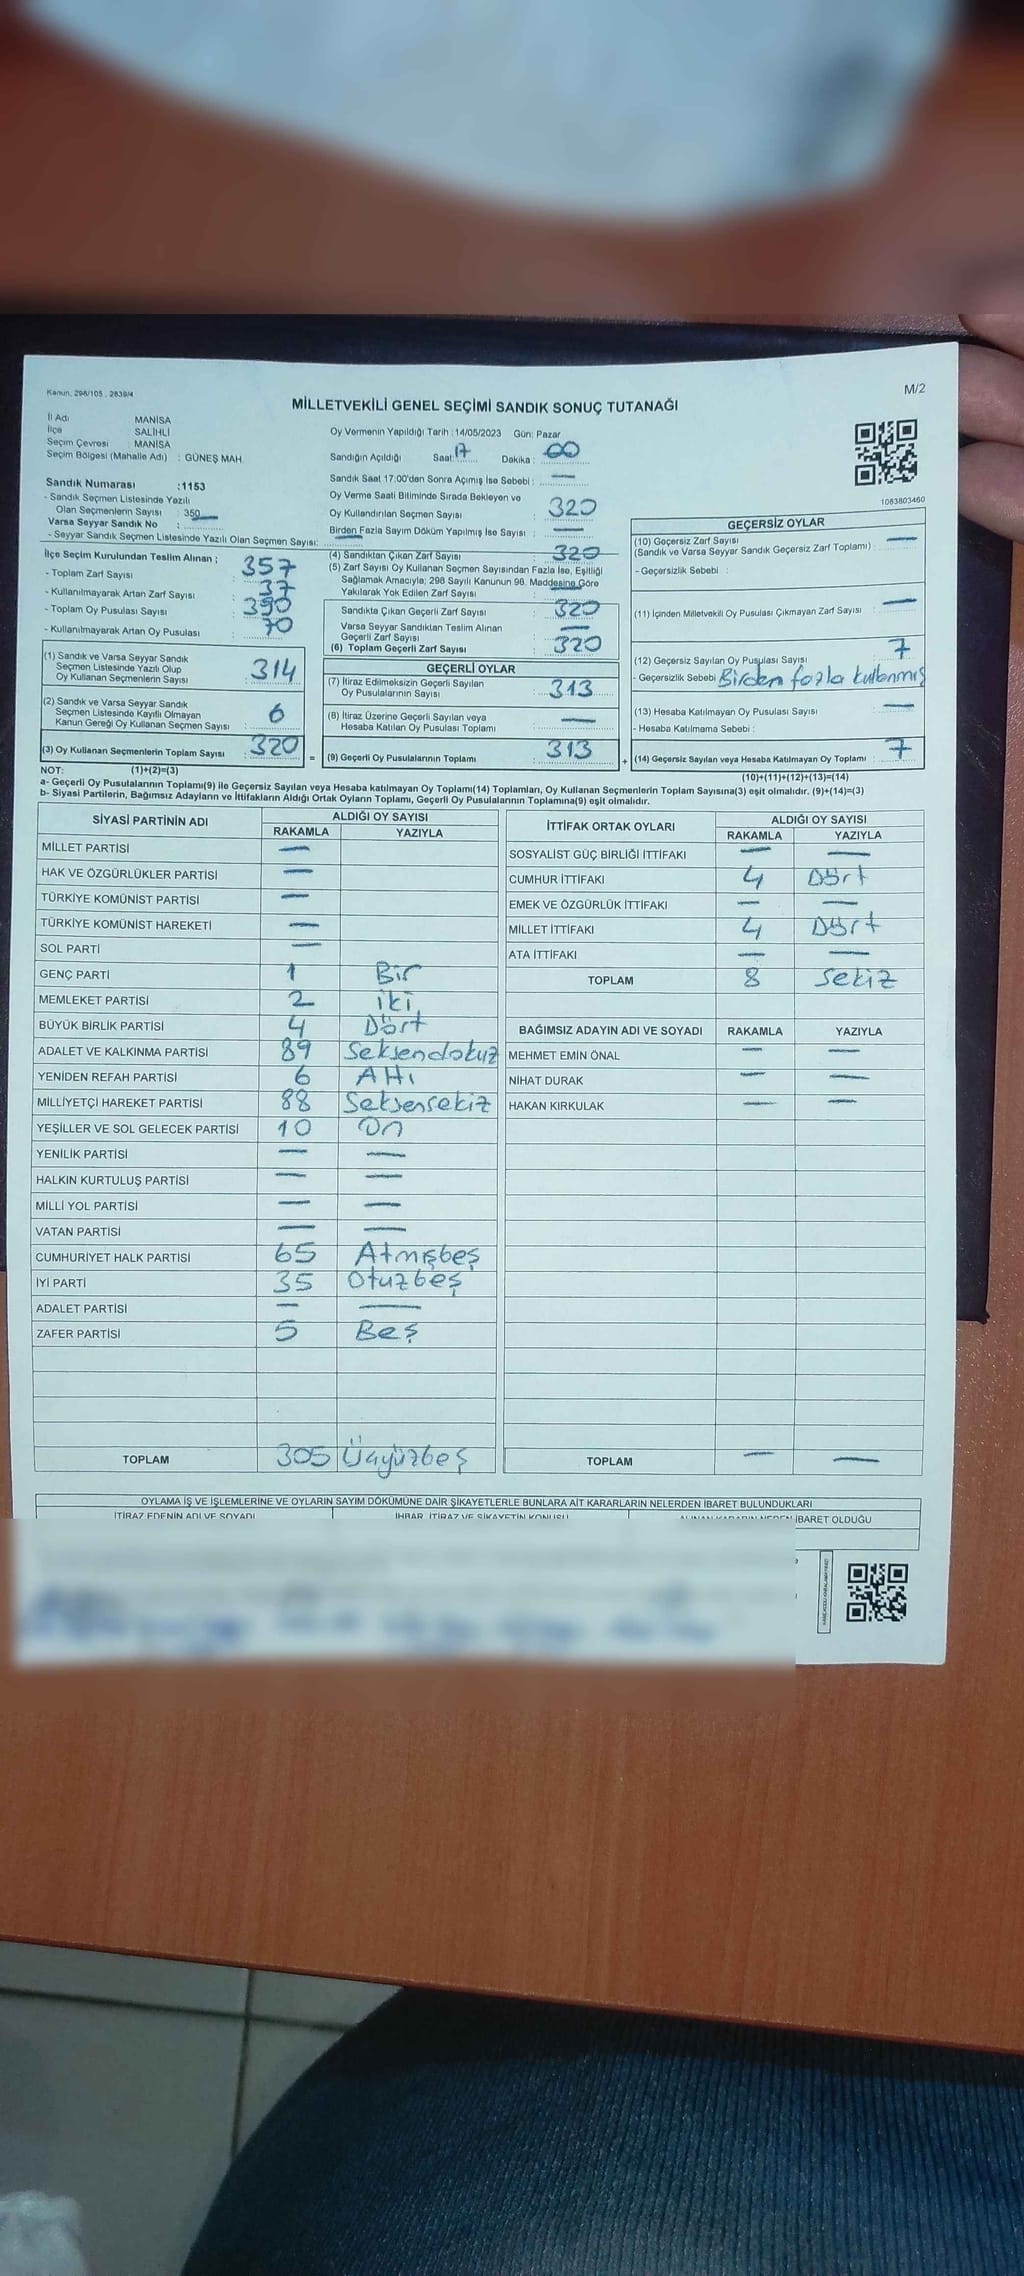 Kanun, 298/105 , 2839/4
M/2
MİLLETVEKİLİ GENEL SEÇİMİ SANDIK SONUÇ TUTANAĞI
İl Adı MANİSA
İlçe SALİHLİ
Seçim Çevresi : MANİSA
Seçim Bölgesi (Mahalle Adı) : GÜNEŞ MAH.
Sandık Numarası :1153
- Sandık Seçmen Listesinde Yazılı
Olan Seçmenlerin Sayısı : 350
Varsa Seyyar Sandık No :
- Seyyar Sandık Seçmen Listesinde Yazılı Olan Seçmen Sayısı:
Oy Vermenin Yapıldığı Tarih :14/05/2023 Gün: Pazar
Sandığın Açıldığı Saat: 17 Dakika : 00
Sandık Saat 17.00'den Sonra Açımış İse Sebebi : —
Oy Verme Saati Bitiminde Sırada Bekleyen ve
Oy Kullandırılan Seçmen Sayısı : 320
Birden Fazla Sayım Döküm Yapılmış İse Sayısı : —
1083803460
İlçe Seçim Kurulundan Teslim Alınan ;
- Toplam Zarf Sayısı : 357
- Kullanılmayarak Artan Zarf Sayısı : 37
- Toplam Oy Pusulası Sayısı : 390
- Kullanılmayarak Artan Oy Pusulası : 70
(4) Sandıktan Çıkan Zarf Sayısı : 320
(5) Zarf Sayısı Oy Kullanan Seçmen Sayısından Fazla İse, Eşitliği
Sağlamak Amacıyla; 298 Sayılı Kanunun 98. Maddesine Göre
Yakılarak Yok Edilen Zarf Sayısı : —
Sandıkta Çıkan Geçerli Zarf Sayısı : 320
Varsa Seyyar Sandıktan Teslim Alınan
Geçerli Zarf Sayısı : —
(6) Toplam Geçerli Zarf Sayısı : 320
GEÇERSİZ OYLAR
(10) Geçersiz Zarf Sayısı
(Sandık ve Varsa Seyyar Sandık Geçersiz Zarf Toplamı) : —
- Geçersizlik Sebebi :
(11) İçinden Milletvekili Oy Pusulası Çıkmayan Zarf Sayısı : —
(12) Geçersiz Sayılan Oy Pusulası Sayısı : 7
- Geçersizlik Sebebi Birden fazla kullanmış
(13) Hesaba Katılmayan Oy Pusulası Sayısı : —
- Hesaba Katılmama Sebebi :
(14) Geçersiz Sayılan veya Hesaba Katılmayan Oy Toplamı : 7
(10)+(11)+(12)+(13)=(14)
(1) Sandık ve Varsa Seyyar Sandık
Seçmen Listesinde Yazılı Olup
Oy Kullanan Seçmenlerin Sayısı : 314
(2) Sandık ve Varsa Seyyar Sandık
Seçmen Listesinde Kayıtlı Olmayan
Kanun Gereği Oy Kullanan Seçmen Sayısı : 6
(3) Oy Kullanan Seçmenlerin Toplam Sayısı : 320 =
GEÇERLİ OYLAR
(7) İtiraz Edilmeksizin Geçerli Sayılan
Oy Pusulalarının Sayısı : 313
(8) İtiraz Üzerine Geçerli Sayılan veya
Hesaba Katılan Oy Pusulası Toplamı : —
(9) Geçerli Oy Pusulalarının Toplamı : 313 +
NOT: (1)+(2)=(3)
a- Geçerli Oy Pusulalarının Toplam(9) ile Geçersiz Sayılan veya Hesaba katılmayan Oy Toplamı(14) Toplamları, Oy Kullanan Seçmenlerin Toplam Sayısına(3) eşit olmalıdır. (9)+(14)=(3)
b- Siyasi Partilerin, Bağımsız Adayların ve İttifakların Aldığı Ortak Oyların Toplamı, Geçerli Oy Pusulalarının Toplamına(9) eşit olmalıdır.
SİYASİ PARTİNİN ADI ALDIĞI OY SAYISI
RAKAMLA YAZIYLA
MİLLET PARTİSİ —
HAK VE ÖZGÜRLÜKLER PARTİSİ —
TÜRKİYE KOMÜNİST PARTİSİ —
TÜRKİYE KOMÜNİST HAREKETİ —
SOL PARTİ —
GENÇ PARTİ 1 Bir
MEMLEKET PARTİSİ 2 iki
BÜYÜK BİRLİK PARTİSİ 4 Dört
ADALET VE KALKINMA PARTİSİ 89 Seksendokuz
YENİDEN REFAH PARTİSİ 6 Altı
MİLLİYETÇİ HAREKET PARTİSİ 88 Seksensekiz
YEŞİLLER VE SOL GELECEK PARTİSİ 10 On
YENİLİK PARTİSİ — —
HALKIN KURTULUŞ PARTİSİ — —
MİLLİ YOL PARTİSİ — —
VATAN PARTİSİ — —
CUMHURİYET HALK PARTİSİ 65 Atmışbeş
İYİ PARTİ 35 Otuzbeş
ADALET PARTİSİ — —
ZAFER PARTİSİ 5 Beş
TOPLAM 305 Üçyüzbeş
İTTİFAK ORTAK OYLARI ALDIĞI OY SAYISI
RAKAMLA YAZIYLA
SOSYALİST GÜÇ BİRLİĞİ İTTİFAKI — —
CUMHUR İTTİFAKI 4 Dört
EMEK VE ÖZGÜRLÜK İTTİFAKI — —
MİLLET İTTİFAKI 4 Dört
ATA İTTİFAKI — —
TOPLAM 8 Sekiz
BAĞIMSIZ ADAYIN ADI VE SOYADI RAKAMLA YAZIYLA
MEHMET EMİN ÖNAL — —
NİHAT DURAK — —
HAKAN KIRKULAK — —
TOPLAM — —
OYLAMA İŞ VE İŞLEMLERİNE VE OYLARIN SAYIM DÖKÜMÜNE DAİR ŞİKAYETLERLE BUNLARA AİT KARARLARIN NELERDEN İBARET BULUNDUKLARI
İTİRAZ EDENİN ADI VE SOYADI İHBAR, İTİRAZ VE ŞİKAYETİN KONUSU İBARET OLDUĞU